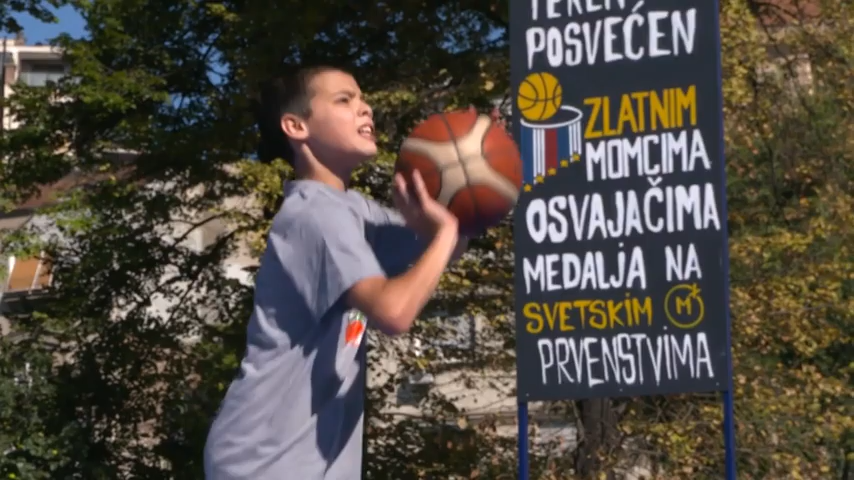 TEREN
POSVEĆEN
ZLATNIM
MOMCIMA
OSVAJAČIMA
MEDALJA NA
SVETSKIM M
PRVENSTVIMA